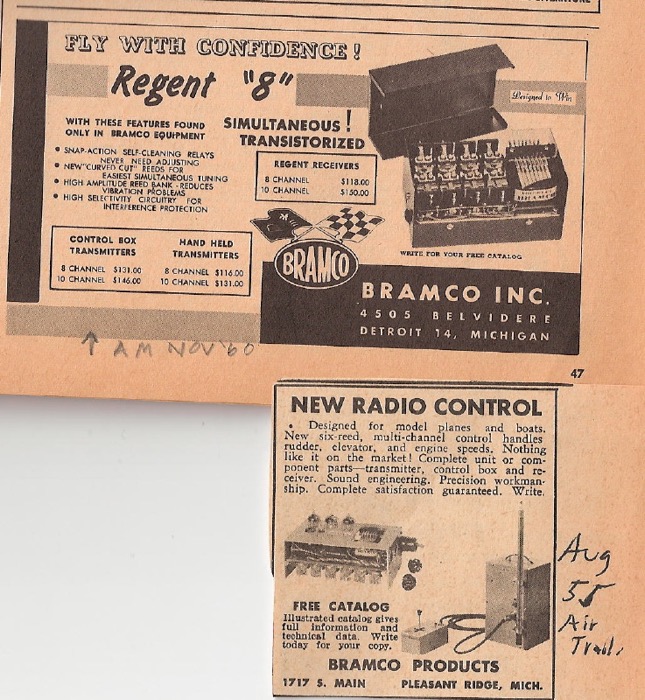 FLY WITH CONFIDENCE!
Regent "8"
Designed to Win
WITH THESE FEATURES FOUND
ONLY IN BRAMCO EQUIPMENT
• SNAP-ACTION SELF-CLEANING RELAYS
NEVER NEED ADJUSTING
• NEW "CURVED CUT" REEDS FOR
EASIEST SIMULTANEOUS TUNING
• HIGH AMPLITUDE REED BANK - REDUCES
VIBRATION PROBLEMS
• HIGH SELECTIVITY CIRCUITRY FOR
INTERFERENCE PROTECTION
SIMULTANEOUS!
TRANSISTORIZED
REGENT RECEIVERS
8 CHANNEL $118.00
10 CHANNEL $150.00
CONTROL BOX
TRANSMITTERS
8 CHANNEL $131.00
10 CHANNEL $146.00
HAND HELD
TRANSMITTERS
8 CHANNEL $116.00
10 CHANNEL $131.00
BRAMCO
WRITE FOR YOUR FREE CATALOG
BRAMCO INC.
4505 BELVIDERE
DETROIT 14, MICHIGAN
↑ AM NOV '60
47
NEW RADIO CONTROL
• Designed for model planes and boats.
New six-reed, multi-channel control handles
rudder, elevator, and engine speeds. Nothing
like it on the market! Complete unit or com-
ponent parts—transmitter, control box and re-
ceiver. Sound engineering. Precision workman-
ship. Complete satisfaction guaranteed. Write.
FREE CATALOG
Illustrated catalog gives
full information and
technical data. Write
today for your copy.
BRAMCO PRODUCTS
1717 S. MAIN PLEASANT RIDGE, MICH.
Aug
55
Air
Trails